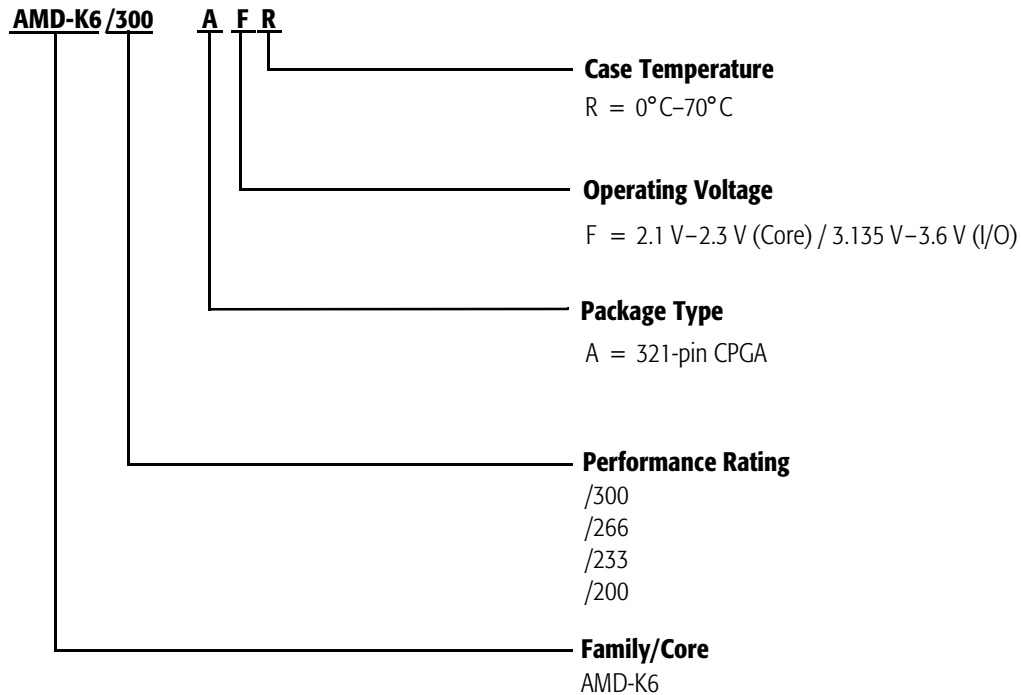 AMD-K6 /300 A F R
Case Temperature
R = 0°C–70°C
Operating Voltage
F = 2.1 V–2.3 V (Core) / 3.135 V–3.6 V (I/O)
Package Type
A = 321-pin CPGA
Performance Rating
/300
/266
/233
/200
Family/Core
AMD-K6